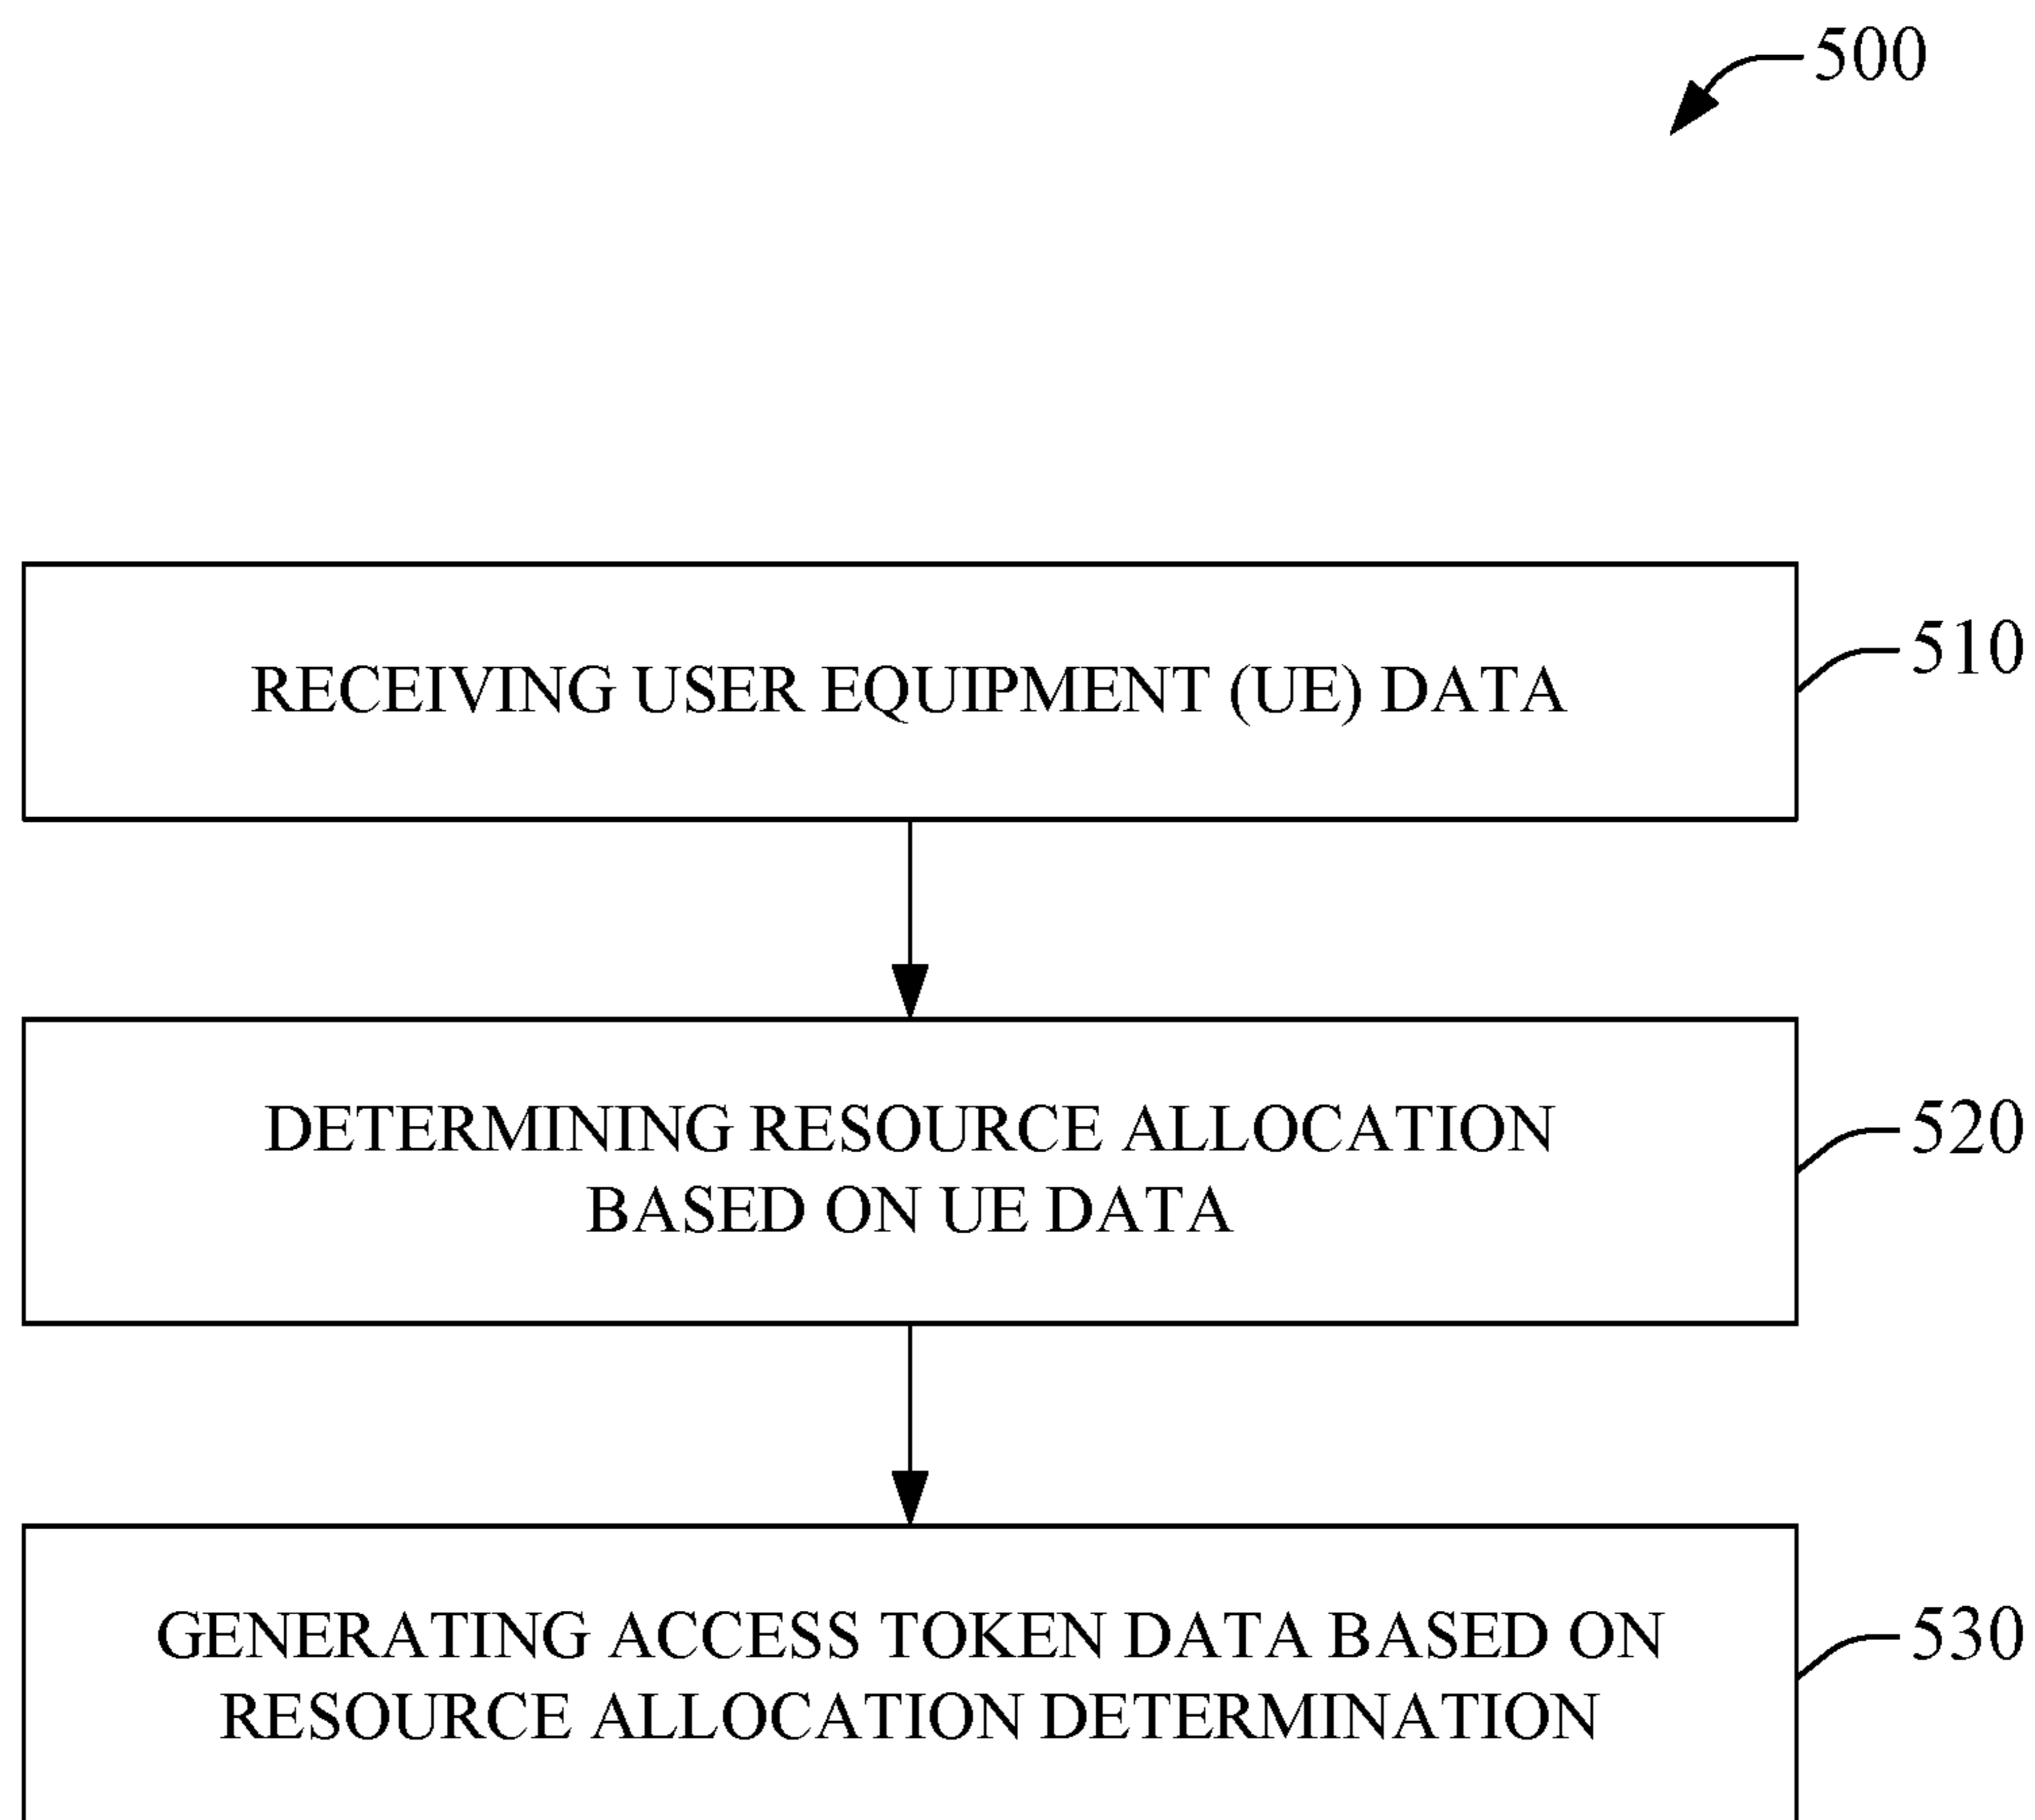 500
RECEIVING USER EQUIPMENT (UE) DATA
510
DETERMINING RESOURCE ALLOCATION
BASED ON UE DATA
520
GENERATING ACCESS TOKEN DATA BASED ON
RESOURCE ALLOCATION DETERMINATION
530